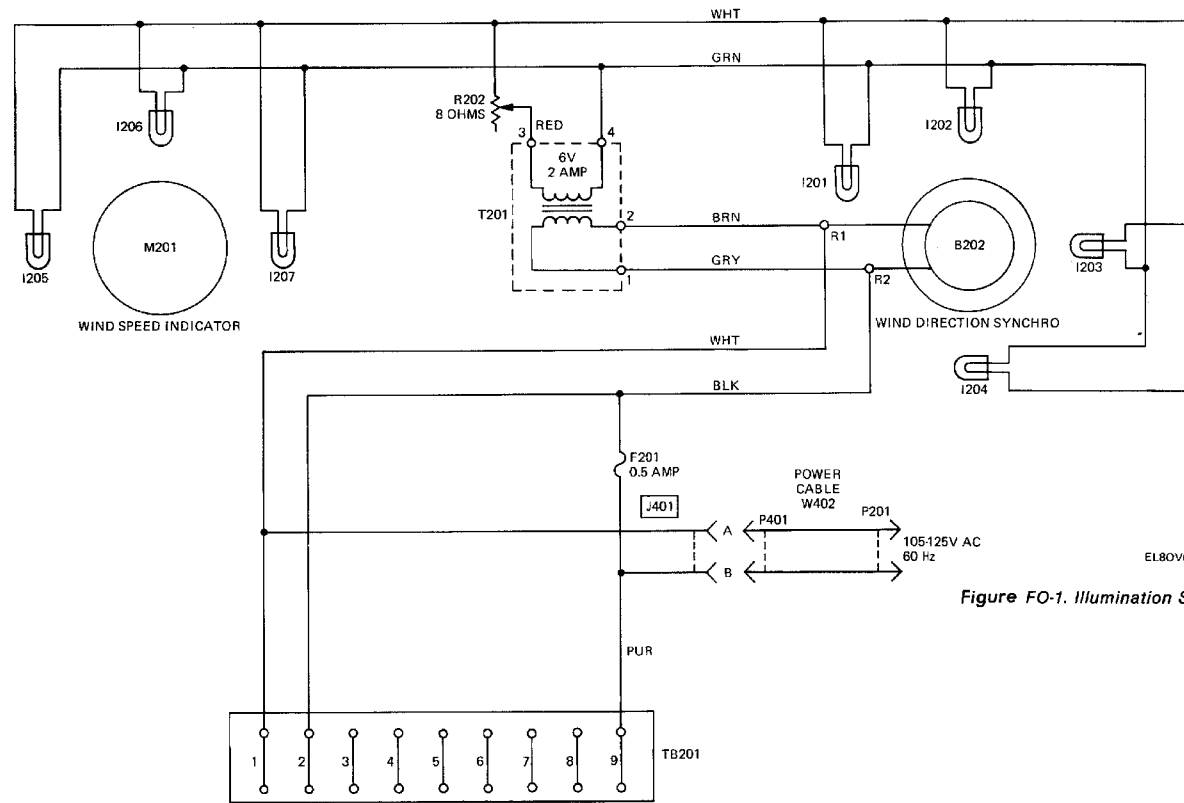 WHT
GRN
R202
8 OHMS
RED
3
4
6V
2 AMP
I206
I202
I201
T201
2
BRN
R1
M201
B202
I205
I207
GRY
1
R2
I203
WIND SPEED INDICATOR
WIND DIRECTION SYNCHRO
WHT
I204
BLK
F201
0.5 AMP
POWER
CABLE
W402
J401
P401
P201
A
105-125V AC
60 Hz
B
EL8OV
Figure FO-1. Illumination S
PUR
1
2
3
4
5
6
7
8
9
TB201